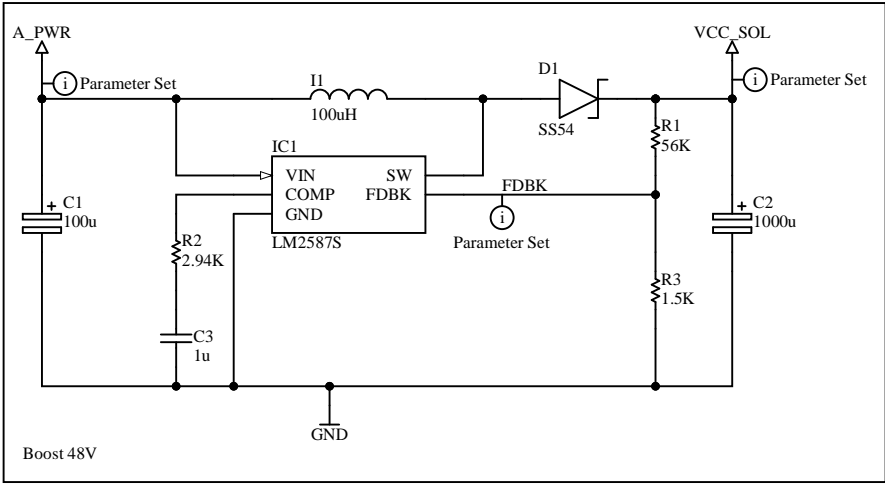 A_PWR
VCC_SOL
i Parameter Set
i Parameter Set
I1
100uH
D1
SS54
R1
56K
IC1
VIN
COMP
GND
SW
FDBK
LM2587S
FDBK
i
Parameter Set
+
C1
100u
+
C2
1000u
R2
2.94K
R3
1.5K
C3
1u
GND
Boost 48V